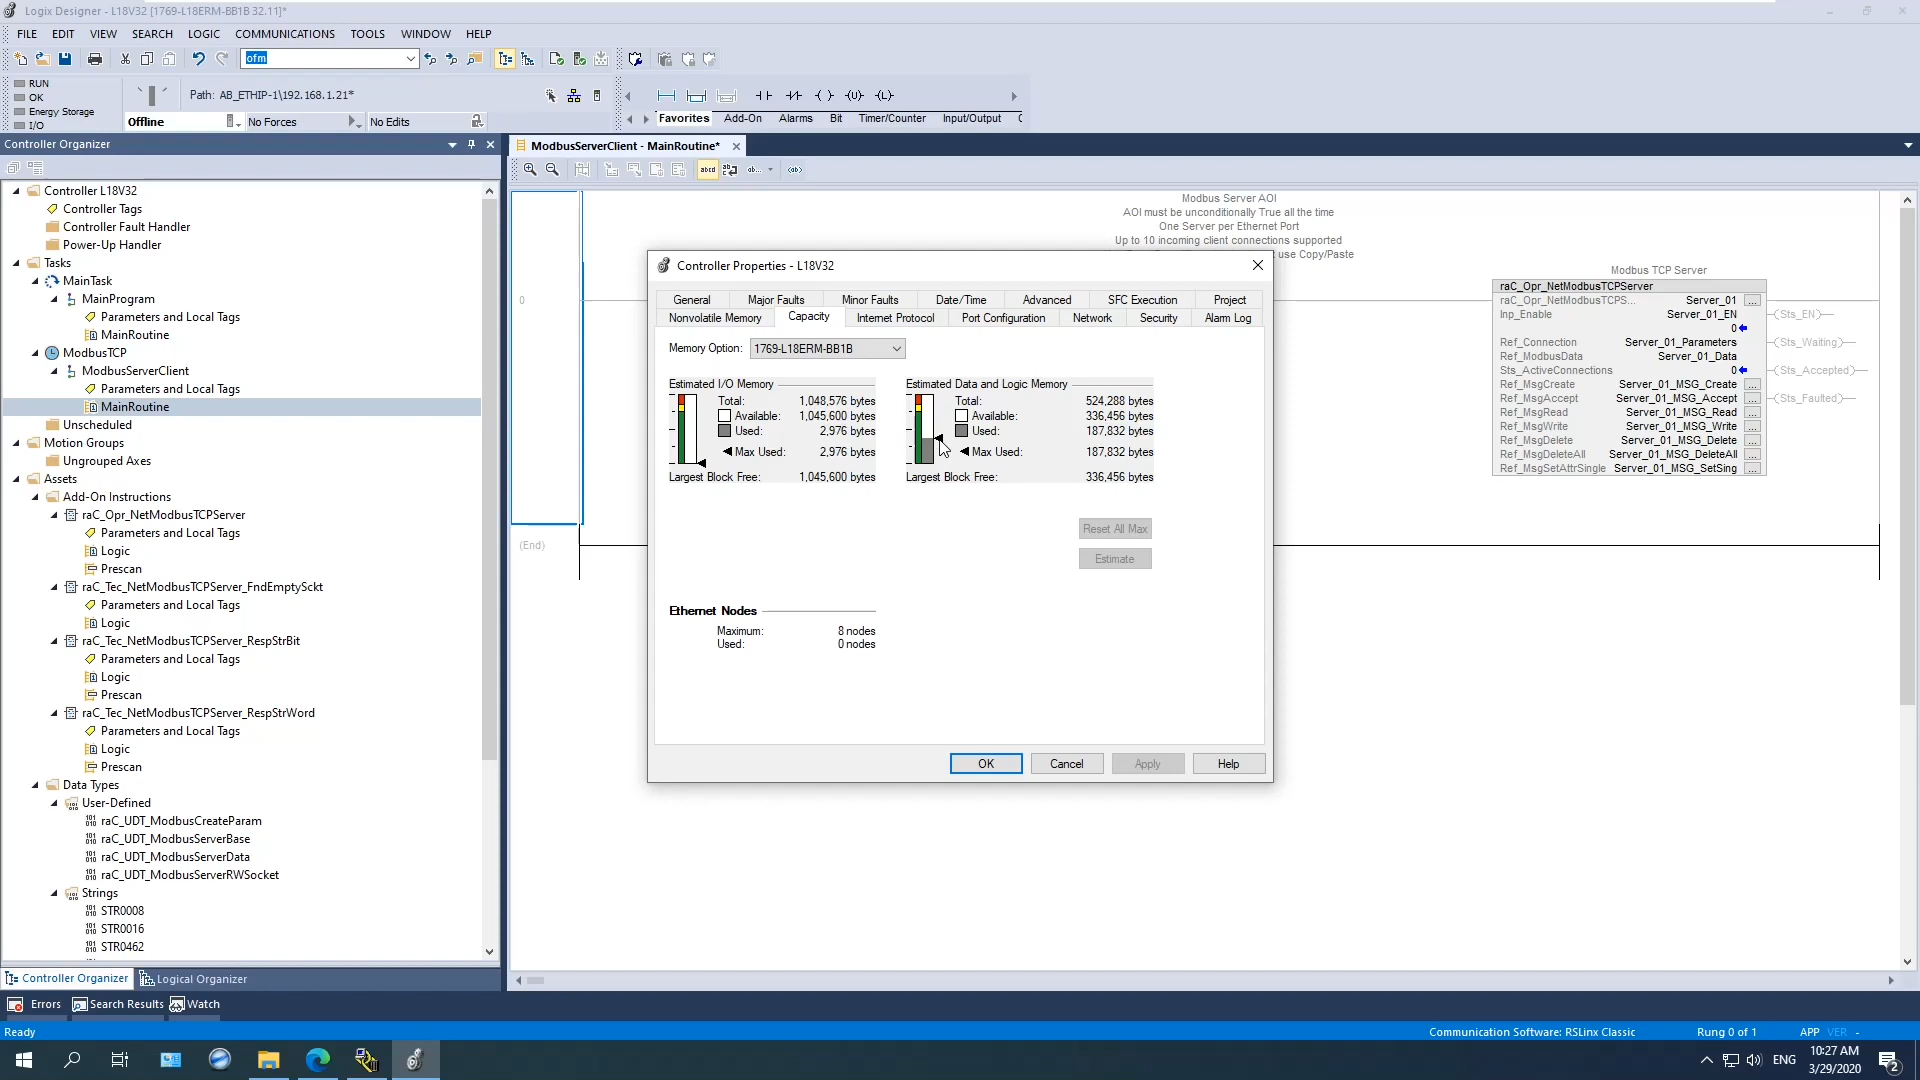 Logix Designer - L18V32 [1769-L18ERM-BB1B 32.11]*
FILE EDIT VIEW SEARCH LOGIC COMMUNICATIONS TOOLS WINDOW HELP
ofm
RUN
OK
Energy Storage
I/O
Path: AB_ETHIP-1\192.168.1.21*
Offline No Forces No Edits
Favorites Add-On Alarms Bit Timer/Counter Input/Output
Controller Organizer
Controller L18V32
Controller Tags
Controller Fault Handler
Power-Up Handler
Tasks
MainTask
MainProgram
Parameters and Local Tags
MainRoutine
ModbusTCP
ModbusServerClient
Parameters and Local Tags
MainRoutine
Unscheduled
Motion Groups
Ungrouped Axes
Assets
Add-On Instructions
raC_Opr_NetModbusTCPServer
Parameters and Local Tags
Logic
Prescan
raC_Tec_NetModbusTCPServer_FndEmptySckt
Parameters and Local Tags
Logic
raC_Tec_NetModbusTCPServer_RespStrBit
Parameters and Local Tags
Logic
Prescan
raC_Tec_NetModbusTCPServer_RespStrWord
Parameters and Local Tags
Logic
Prescan
Data Types
User-Defined
raC_UDT_ModbusCreateParam
raC_UDT_ModbusServerBase
raC_UDT_ModbusServerData
raC_UDT_ModbusServerRWSocket
Strings
STR0008
STR0016
STR0462
Controller Organizer Logical Organizer
ModbusServerClient - MainRoutine*
Modbus Server AOI
AOI must be unconditionally True all the time
One Server per Ethernet Port
Up to 10 incoming client connections supported
use Copy/Paste
0
(End)
Modbus TCP Server
raC_Opr_NetModbusTCPServer
raC_Opr_NetModbusTCPS... Server_01 ...
Inp_Enable Server_01_EN (Sts_EN)
0
Ref_Connection Server_01_Parameters (Sts_Waiting)
Ref_ModbusData Server_01_Data
Sts_ActiveConnections 0 (Sts_Accepted)
Ref_MsgCreate Server_01_MSG_Create ...
Ref_MsgAccept Server_01_MSG_Accept ... (Sts_Faulted)
Ref_MsgRead Server_01_MSG_Read ...
Ref_MsgWrite Server_01_MSG_Write ...
Ref_MsgDelete Server_01_MSG_Delete ...
Ref_MsgDeleteAll Server_01_MSG_DeleteAll ...
Ref_MsgSetAttrSingle Server_01_MSG_SetSing ...
Controller Properties - L18V32
General Major Faults Minor Faults Date/Time Advanced SFC Execution Project
Nonvolatile Memory Capacity Internet Protocol Port Configuration Network Security Alarm Log
Memory Option: 1769-L18ERM-BB1B
Estimated I/O Memory
Total: 1,048,576 bytes
Available: 1,045,600 bytes
Used: 2,976 bytes
Max Used: 2,976 bytes
Largest Block Free: 1,045,600 bytes
Estimated Data and Logic Memory
Total: 524,288 bytes
Available: 336,456 bytes
Used: 187,832 bytes
Max Used: 187,832 bytes
Largest Block Free: 336,456 bytes
Reset All Max
Estimate
Ethernet Nodes
Maximum: 8 nodes
Used: 0 nodes
OK Cancel Apply Help
Errors Search Results Watch
Ready
Communication Software: RSLinx Classic Rung 0 of 1 APP VER -
ENG
10:27 AM
3/29/2020
2